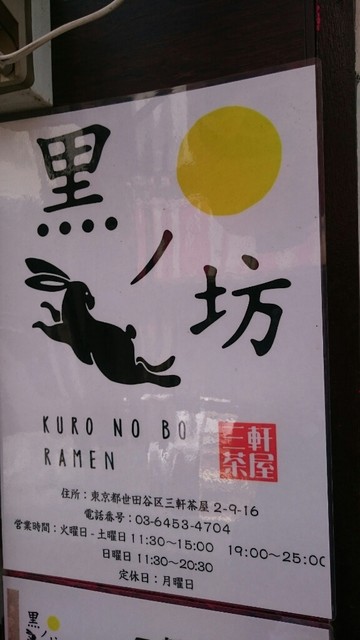 黒ノ坊
KURO NO BO
RAMEN
三軒
茶屋
住所：東京都世田谷区三軒茶屋 2-9-16
電話番号：03-6453-4704
営業時間：火曜日 - 土曜日 11:30~15:00 19:00~25:00
日曜日 11:30~20:30
定休日：月曜日
黒ノ坊